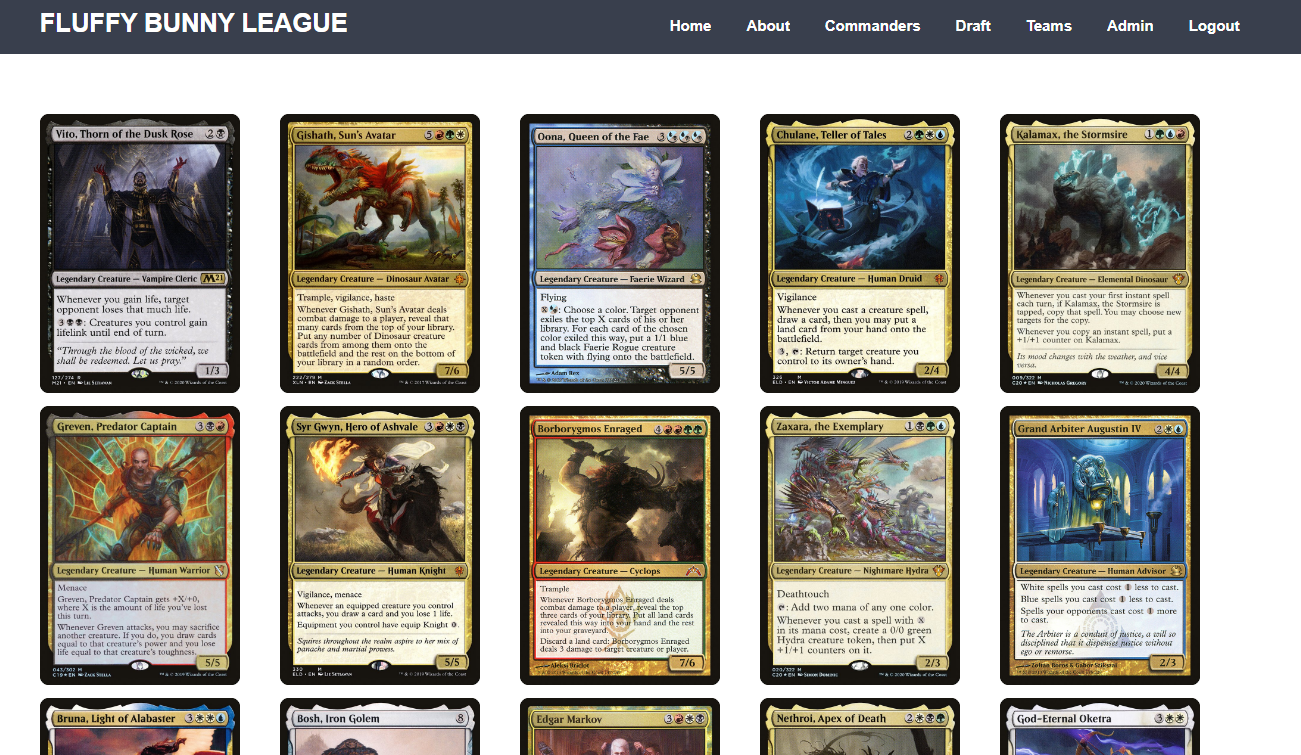 FLUFFY BUNNY LEAGUE
Home About Commanders Draft Teams Admin Logout
Vito, Thorn of the Dusk Rose 2
Legendary Creature — Vampire Cleric M21
Whenever you gain life, target
opponent loses that much life.
3 : Creatures you control gain
lifelink until end of turn.
"Through the blood of the wicked, we
shall be redeemed. Let us pray."
1/3
Gishath, Sun's Avatar 5
Legendary Creature — Dinosaur Avatar
Trample, vigilance, haste
Whenever Gishath, Sun's Avatar deals
combat damage to a player, reveal that
many cards from the top of your library.
Put any number of Dinosaur creature
cards from among them onto the
battlefield and the rest on the bottom of
your library in a random order.
7/6
Oona, Queen of the Fae 3
Legendary Creature — Faerie Wizard
Flying
X : Choose a color. Target opponent
exiles the top X cards of his or her
library. For each card of the chosen
color exiled this way, put a 1/1 blue
and black Faerie Rogue creature
token with flying onto the battlefield.
Adam Rex
5/5
Chulane, Teller of Tales 2
Legendary Creature — Human Druid
Vigilance
Whenever you cast a creature spell,
draw a card, then you may put a
land card from your hand onto the
battlefield.
3, : Return target creature you
control to its owner's hand.
2/4
Kalamax, the Stormsire 1
Legendary Creature — Elemental Dinosaur
Whenever you cast your first instant spell
each turn, if Kalamax, the Stormsire is
tapped, copy that spell. You may choose new
targets for the copy.
Whenever you copy an instant spell, put a
+1/+1 counter on Kalamax.
Its mood changes with the weather, and vice
versa.
4/4
Greven, Predator Captain 3
Legendary Creature — Human Warrior
Menace
Greven, Predator Captain gets +X/+0,
where X is the amount of life you've lost
this turn.
Whenever Greven attacks, you may sacrifice
another creature. If you do, you draw cards
equal to that creature's power and you lose
life equal to that creature's toughness.
5/5
Syr Gwyn, Hero of Ashvale 3
Legendary Creature — Human Knight
Vigilance, menace
Whenever an equipped creature you control
attacks, you draw a card and you lose 1 life.
Equipment you control have equip Knight 0.
Squires throughout the realm aspire to her mix of
panache and martial prowess.
5/5
Borborygmos Enraged 4
Legendary Creature — Cyclops
Trample
Whenever Borborygmos Enraged deals
combat damage to a player, reveal the top
three cards of your library. Put all land cards
revealed this way into your hand and the rest
into your graveyard.
Discard a land card: Borborygmos Enraged
deals 3 damage to target creature or player.
7/6
Zaxara, the Exemplary 1
Legendary Creature — Nightmare Hydra
Deathtouch
: Add two mana of any one color.
Whenever you cast a spell with X
in its mana cost, create a 0/0 green
Hydra creature token, then put X
+1/+1 counters on it.
2/3
Grand Arbiter Augustin IV 2
Legendary Creature — Human Advisor
White spells you cast cost 1 less to cast.
Blue spells you cast cost 1 less to cast.
Spells your opponents cast cost 1 more
to cast.
The Arbiter is a conduit of justice, a will so
disciplined that it dispenses justice without
ego or remorse.
2/3
Bruna, Light of Alabaster 3
Bosh, Iron Golem 8
Edgar Markov 3
Nethroi, Apex of Death 2
God-Eternal Oketra 3